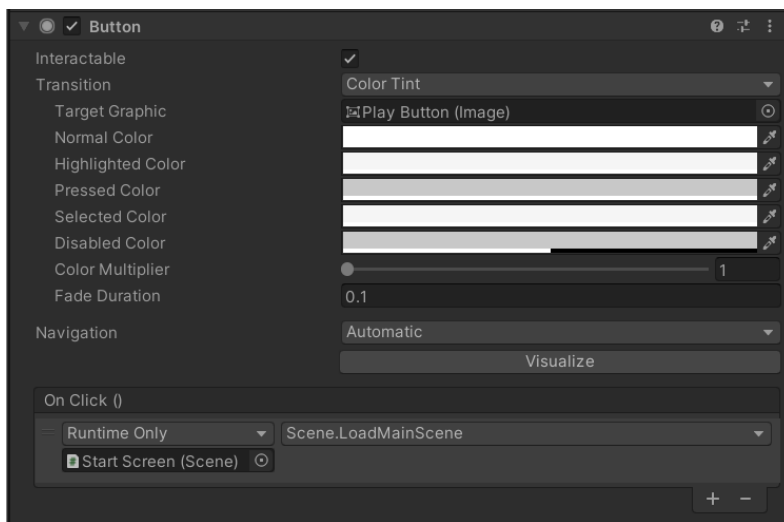 Button
Interactable
Transition Color Tint
Target Graphic Play Button (Image)
Normal Color
Highlighted Color
Pressed Color
Selected Color
Disabled Color
Color Multiplier 1
Fade Duration 0.1
Navigation Automatic
Visualize
On Click ()
Runtime Only Scene.LoadMainScene
Start Screen (Scene)